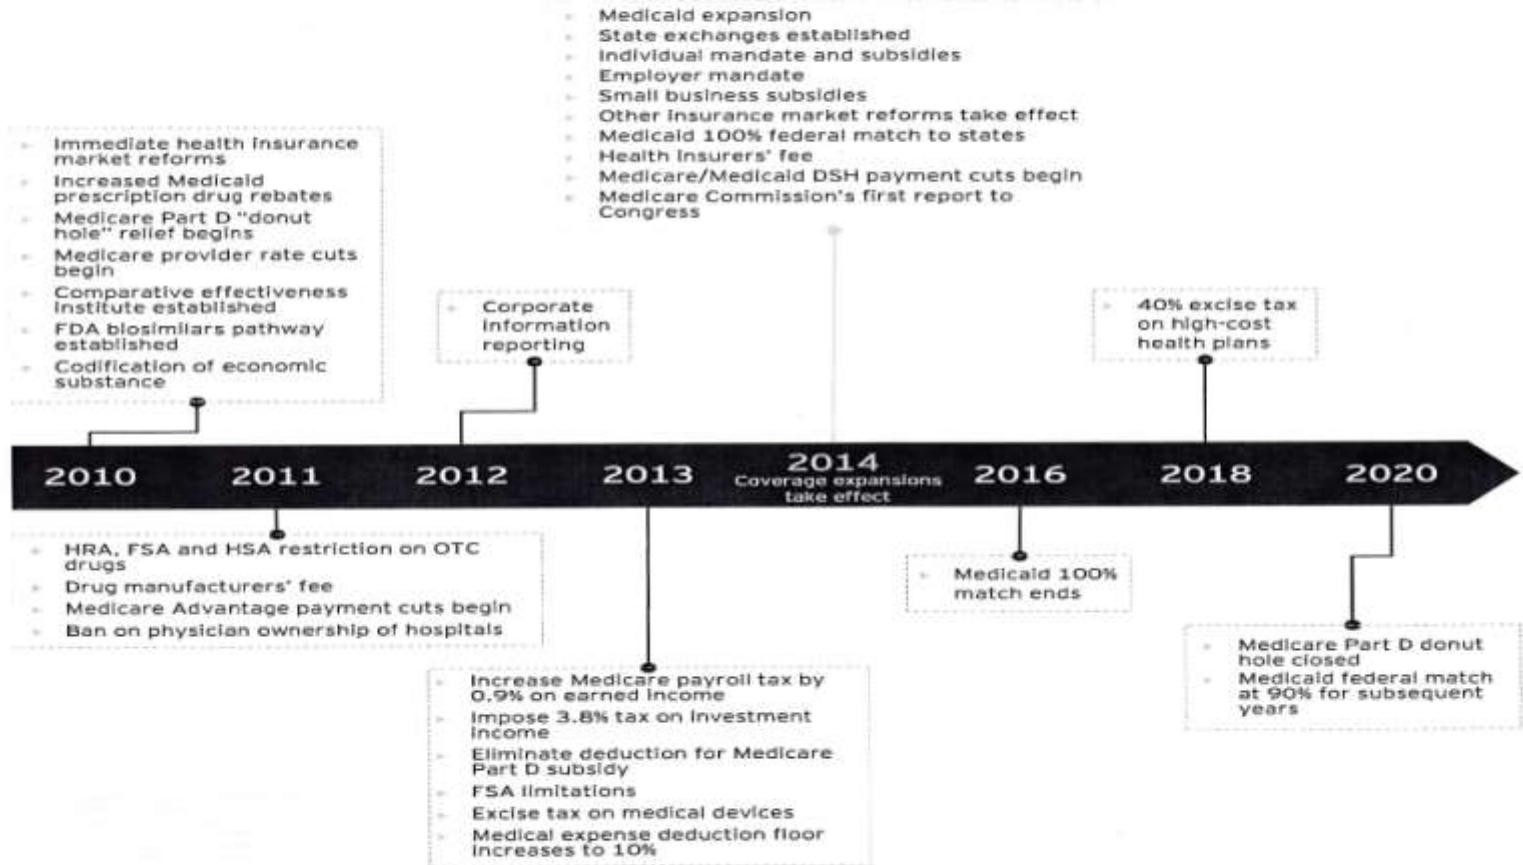 Medicaid expansion
State exchanges established
Individual mandate and subsidies
Employer mandate
Small business subsidies
Other insurance market reforms take effect
Medicaid 100% federal match to states
Health insurers' fee
Medicare/Medicaid DSH payment cuts begin
Medicare Commission's first report to
Congress
Immediate health insurance
market reforms
Increased Medicaid
prescription drug rebates
Medicare Part D "donut
hole" relief begins
Medicare provider rate cuts
begin
Comparative effectiveness
institute established
FDA biosimilars pathway
established
Codification of economic
substance
Corporate
information
reporting
40% excise tax
on high-cost
health plans
2010
2011
2012
2013
2014
Coverage expansions
take effect
2016
2018
2020
HRA, FSA and HSA restriction on OTC
drugs
Drug manufacturers' fee
Medicare Advantage payment cuts begin
Ban on physician ownership of hospitals
Increase Medicare payroll tax by
0.9% on earned income
Impose 3.8% tax on investment
income
Eliminate deduction for Medicare
Part D subsidy
FSA limitations
Excise tax on medical devices
Medical expense deduction floor
increases to 10%
Medicaid 100%
match ends
Medicare Part D donut
hole closed
Medicaid federal match
at 90% for subsequent
years